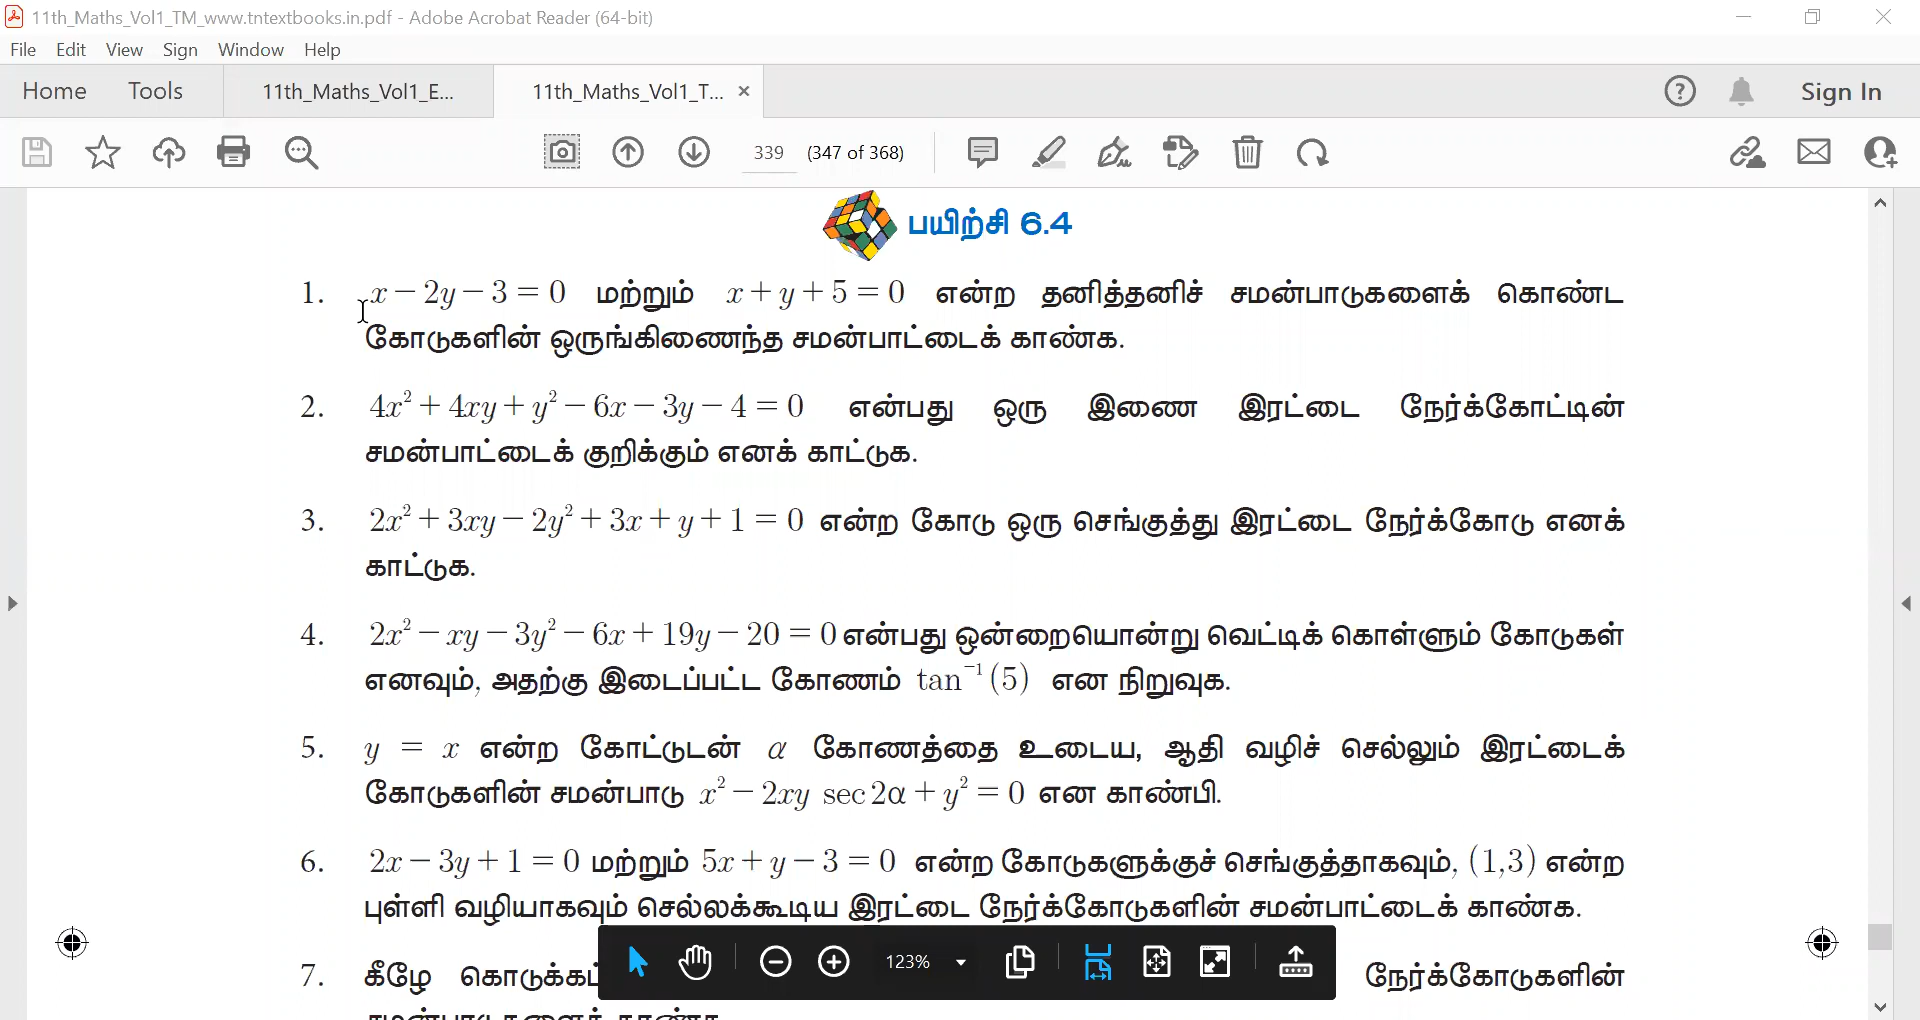 11th_Maths_Vol1_TM_www.tntextbooks.in.pdf - Adobe Acrobat Reader (64-bit)
File Edit View Sign Window Help
Home Tools 11th_Maths_Vol1_E... 11th_Maths_Vol1_T... × Sign In
339 (347 of 368)
பயிற்சி 6.4
1. x − 2y − 3 = 0 மற்றும் x + y + 5 = 0 என்ற தனித்தனிச் சமன்பாடுகளைக் கொண்ட
கோடுகளின் ஒருங்கிணைந்த சமன்பாட்டைக் காண்க.
2. 4x² + 4xy + y² − 6x − 3y − 4 = 0 என்பது ஒரு இணை இரட்டை நேர்க்கோட்டின்
சமன்பாட்டைக் குறிக்கும் எனக் காட்டுக.
3. 2x² + 3xy − 2y² + 3x + y + 1 = 0 என்ற கோடு ஒரு செங்குத்து இரட்டை நேர்க்கோடு எனக்
காட்டுக.
4. 2x² − xy − 3y² − 6x + 19y − 20 = 0 என்பது ஒன்றையொன்று வெட்டிக் கொள்ளும் கோடுகள்
எனவும், அதற்கு இடைப்பட்ட கோணம் tan⁻¹(5) என நிறுவுக.
5. y = x என்ற கோட்டுடன் α கோணத்தை உடைய, ஆதி வழிச் செல்லும் இரட்டைக்
கோடுகளின் சமன்பாடு x² − 2xy sec 2α + y² = 0 என காண்பி.
6. 2x − 3y + 1 = 0 மற்றும் 5x + y − 3 = 0 என்ற கோடுகளுக்குச் செங்குத்தாகவும், (1,3) என்ற
புள்ளி வழியாகவும் செல்லக்கூடிய இரட்டை நேர்க்கோடுகளின் சமன்பாட்டைக் காண்க.
123%
7. கீழே நேர்க்கோடுகளின்